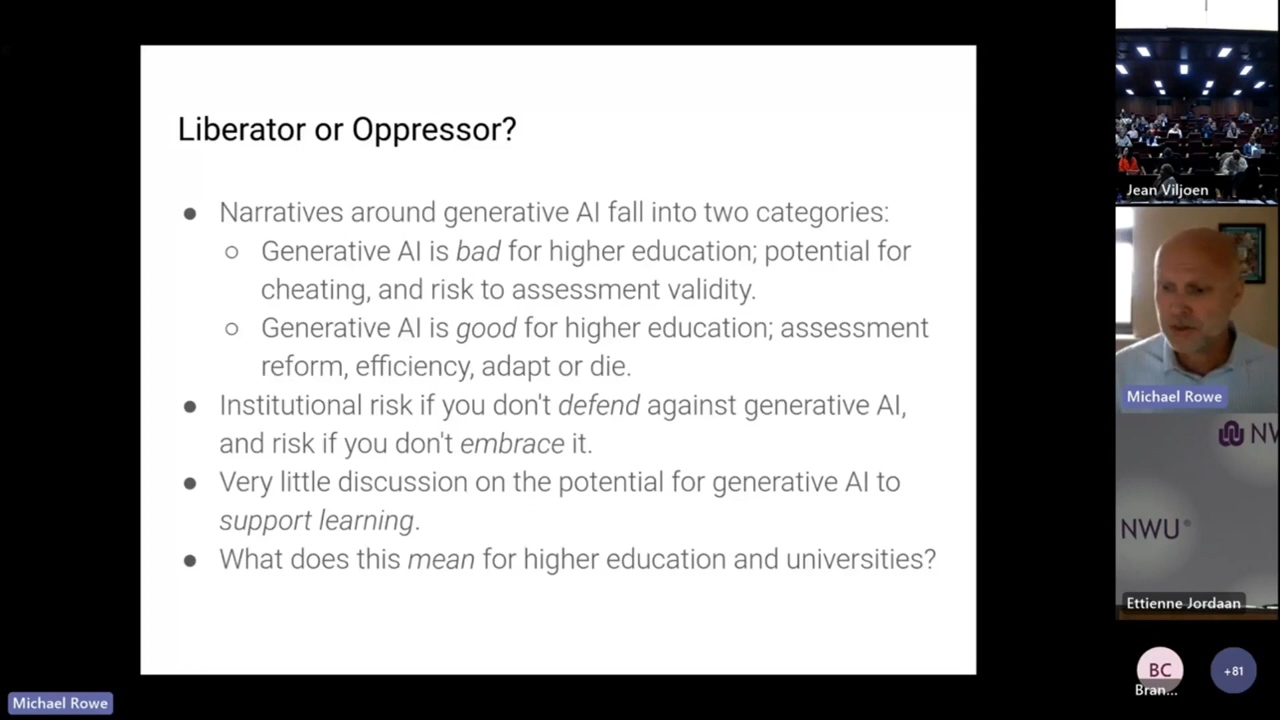 Liberator or Oppressor?
● Narratives around generative AI fall into two categories:
○ Generative AI is bad for higher education; potential for
cheating, and risk to assessment validity.
○ Generative AI is good for higher education; assessment
reform, efficiency, adapt or die.
● Institutional risk if you don't defend against generative AI,
and risk if you don't embrace it.
● Very little discussion on the potential for generative AI to
support learning.
● What does this mean for higher education and universities?
Michael Rowe
Jean Viljoen
Michael Rowe
NW
NWU®
Ettienne Jordaan
BC
Bran...
+81